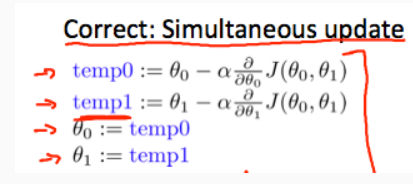 Correct: Simultaneous update
temp0 := θ₀ − α ∂/∂θ₀ J(θ₀, θ₁)
temp1 := θ₁ − α ∂/∂θ₁ J(θ₀, θ₁)
θ₀ := temp0
θ₁ := temp1